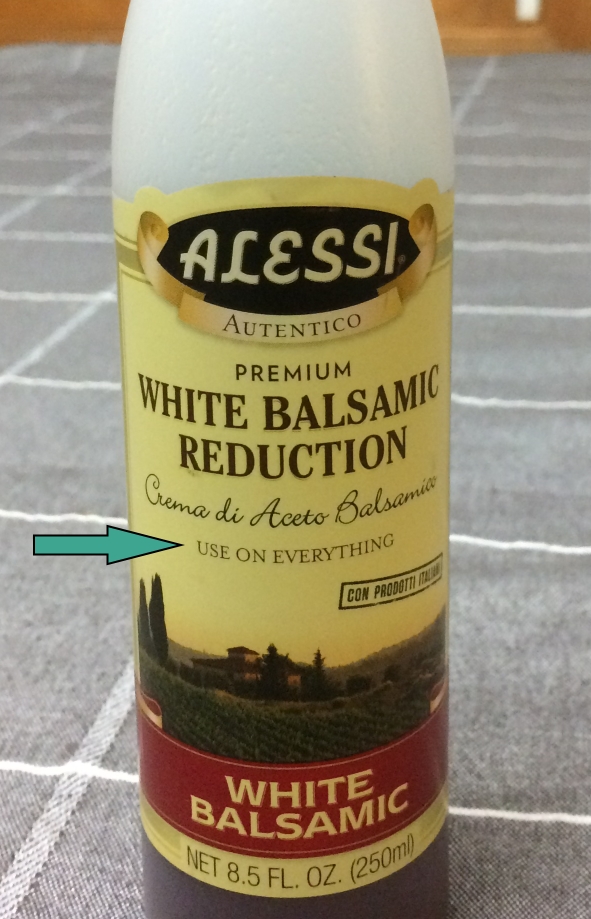 ALESSI®
AUTENTICO
PREMIUM
WHITE BALSAMIC
REDUCTION
Crema di Aceto Balsamico
USE ON EVERYTHING
CON PRODOTTI ITALIANI
WHITE
BALSAMIC
NET 8.5 FL. OZ. (250ml)